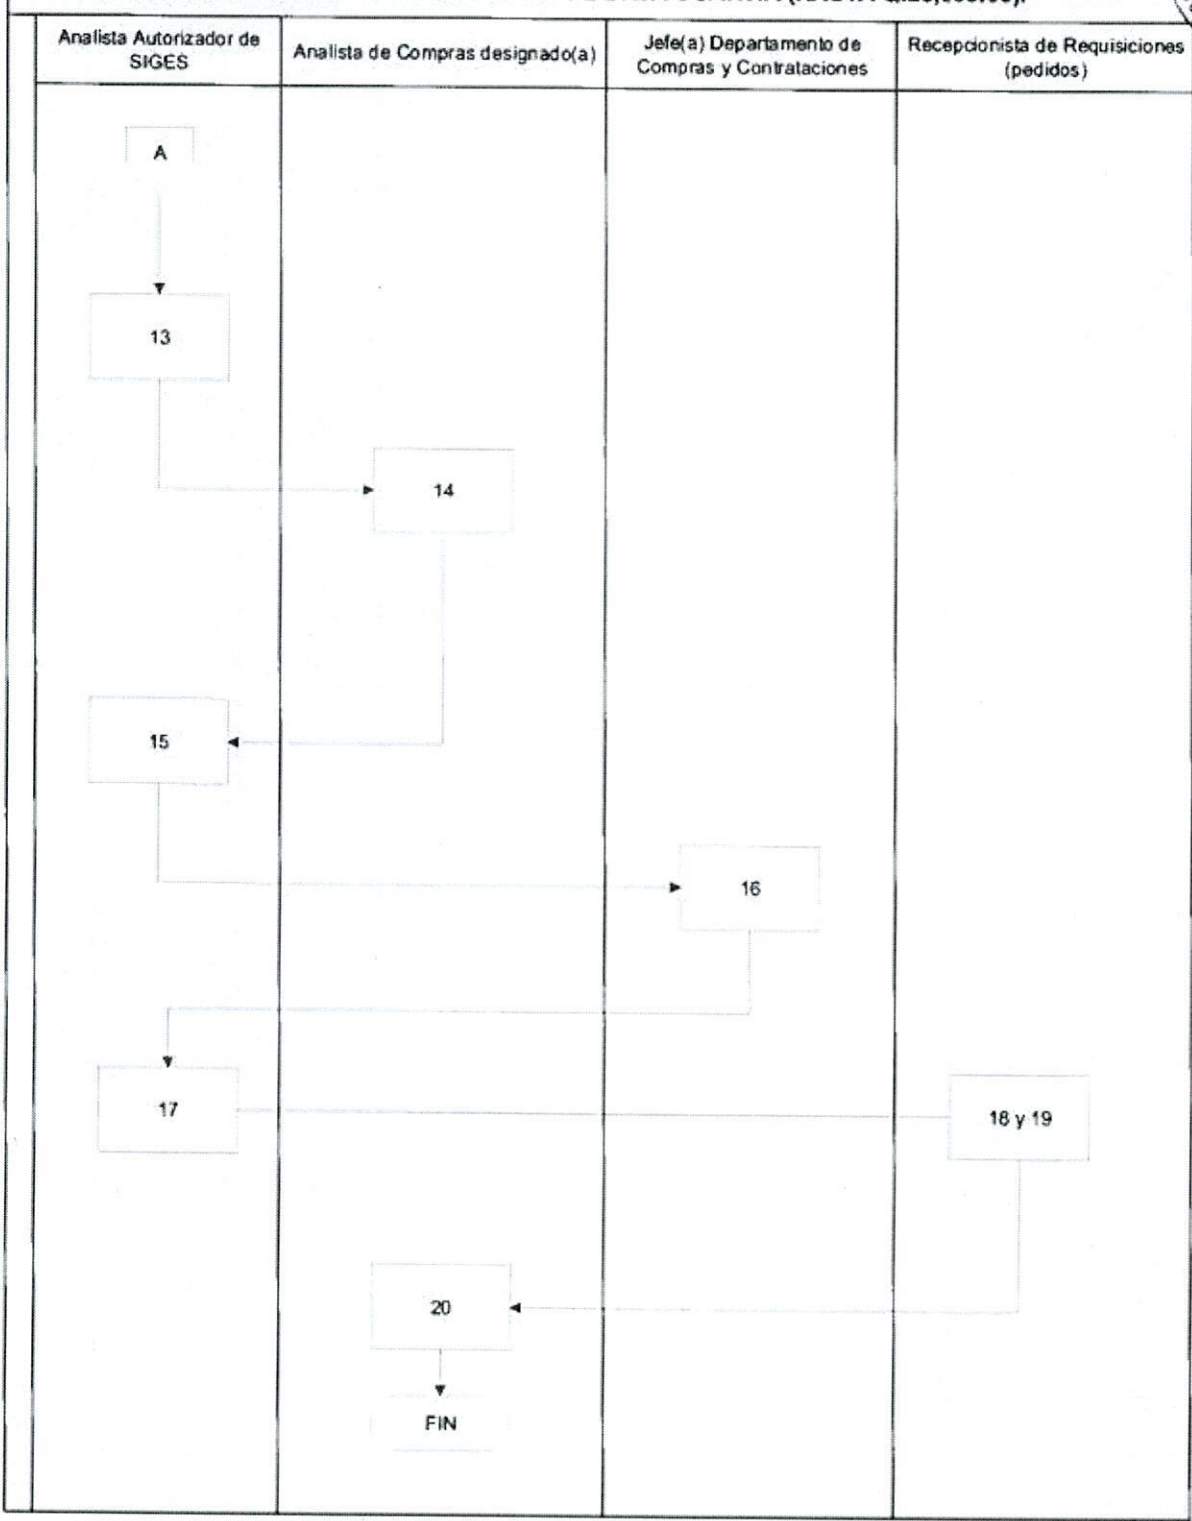 Analista Autorizador de
SIGES
Analista de Compras designado(a)
Jefe(a) Departamento de
Compras y Contrataciones
Recepcionista de Requisiciones
(pedidos)
A
13
14
15
16
17
18 y 19
20
FIN